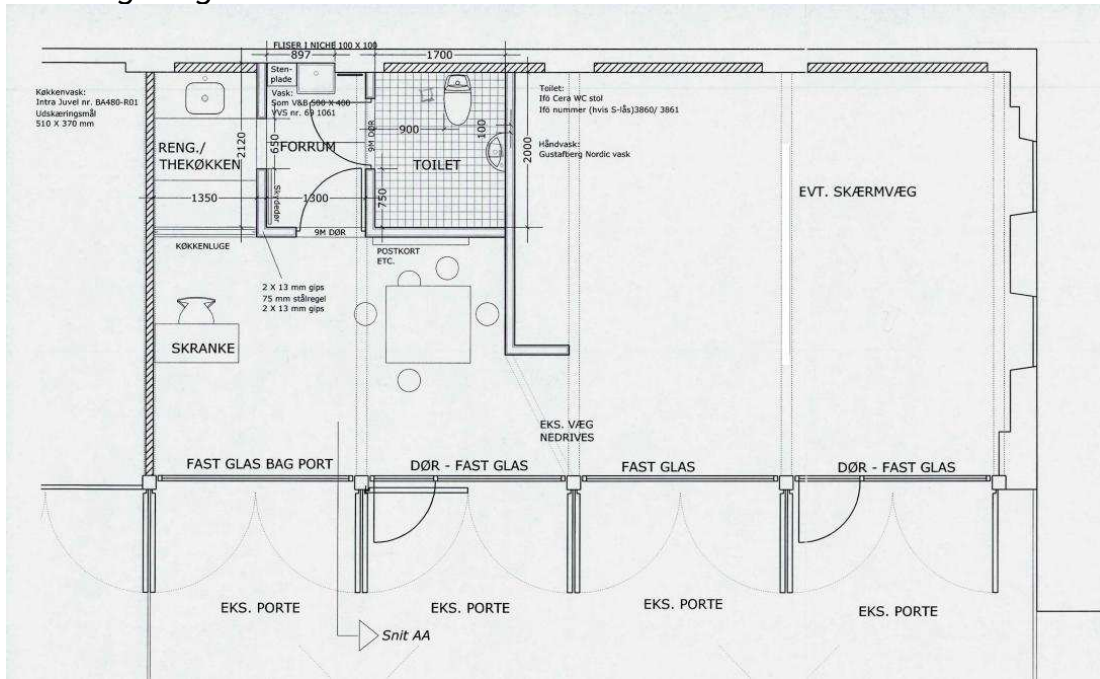 FLISER I NICHE 100 X 100
897
1700
Køkkenvask:
Intra Juvel nr. BA480-R01
Udskæringsmål
510 X 370 mm
Sten-
plade
Vask:
Som V&B 500 X 400
VVS nr. 69 1061
Toilet:
Ifö Cera WC stol
Ifö nummer (hvis S-lås)3860/ 3861
Håndvask:
Gustafberg Nordic vask
RENG./
THEKØKKEN
2120
650
FORRUM
9M DØR
900
100
2000
TOILET
EVT. SKÆRMVÆG
1350
Skydedør
1300
750
KØKKENLUGE
9M DØR
POSTKORT
ETC.
2 X 13 mm gips
75 mm stålregel
2 X 13 mm gips
SKRANKE
EKS. VÆG
NEDRIVES
FAST GLAS BAG PORT
DØR - FAST GLAS
FAST GLAS
DØR - FAST GLAS
EKS. PORTE
EKS. PORTE
EKS. PORTE
EKS. PORTE
Snit AA